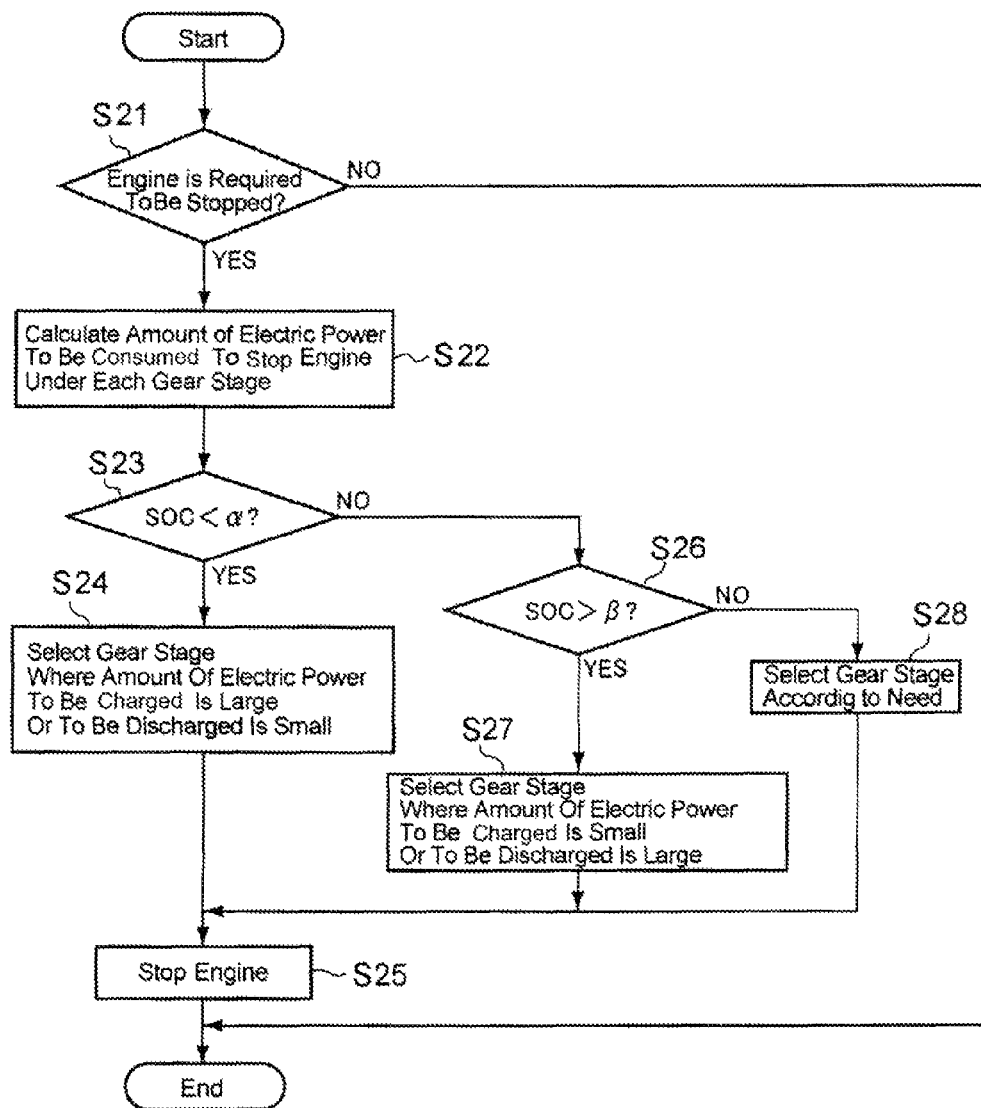 Start
S21
Engine is Required
ToBe Stopped?
NO
YES
Calculate Amount of Electric Power
To Be Consumed To Stop Engine
Under Each Gear Stage
S22
S23
SOC < α?
NO
YES
S24
Select Gear Stage
Where Amount Of Electric Power
To Be Charged Is Large
Or To Be Discharged Is Small
S26
SOC > β?
NO
YES
S28
Select Gear Stage
Accordig to Need
S27
Select Gear Stage
Where Amount Of Electric Power
To Be Charged Is Small
Or To Be Discharged Is Large
Stop Engine
S25
End